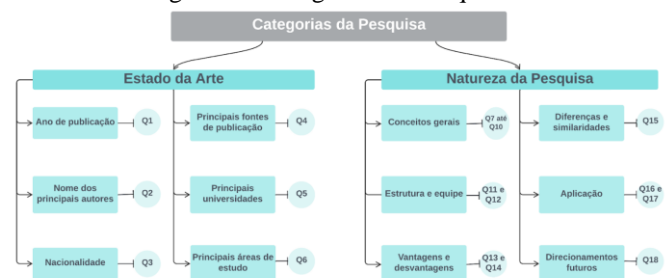 Categorias da Pesquisa
Estado da Arte
Ano de publicação
Q1
Principais fontes
de publicação
Q4
Nome dos
principais autores
Q2
Principais
universidades
Q5
Nacionalidade
Q3
Principais áreas de
estudo
Q6
Natureza da Pesquisa
Conceitos gerais
Q7 até
Q10
Diferenças e
similaridades
Q15
Estrutura e equipe
Q11 e
Q12
Aplicação
Q16 e
Q17
Vantagens e
desvantagens
Q13 e
Q14
Direcionamentos
futuros
Q18